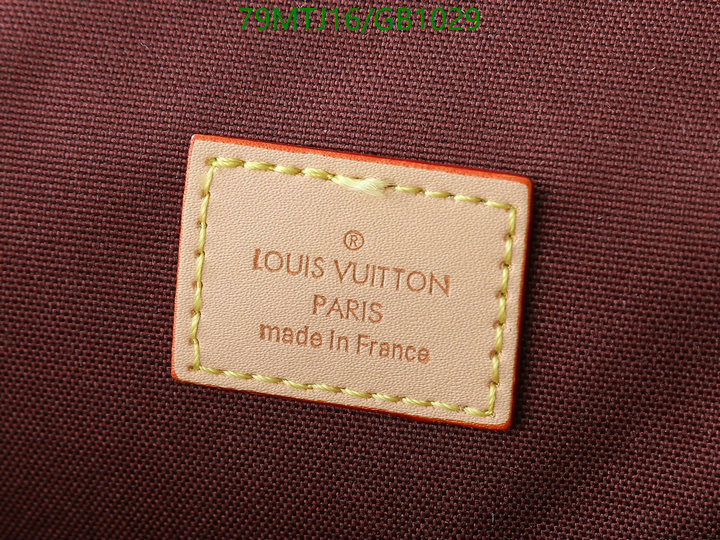 79MTJ16/GB1029
®
LOUIS VUITTON
PARIS
made in France